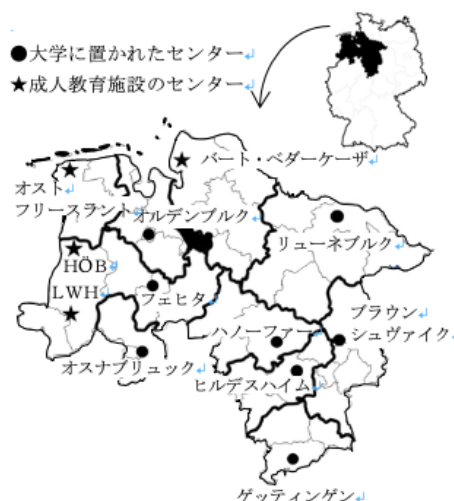 ●大学に置かれたセンター↵
★成人教育施設のセンター↵
バート・ベダーケーザ↵
オスト↵
フリースラント↵
オルデンブルク↵
リューネブルク↵
HÖB↵
LWH↵
フェヒタ↵
ブラウン↵
シュヴァイク↵
ハノーファー↵
オスナブリュック↵
ヒルデスハイム↵
ゲッティンゲン↵